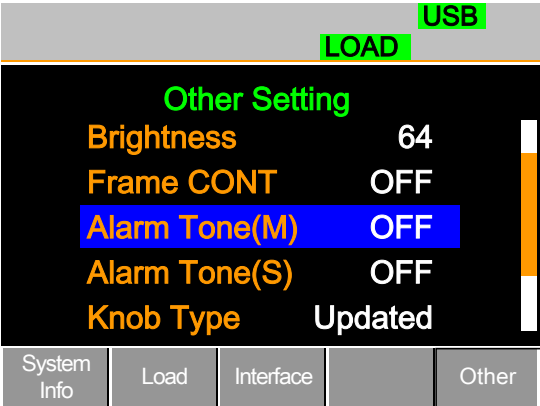 USB
LOAD
Other Setting
Brightness 64
Frame CONT OFF
Alarm Tone(M) OFF
Alarm Tone(S) OFF
Knob Type Updated
System Info Load Interface Other